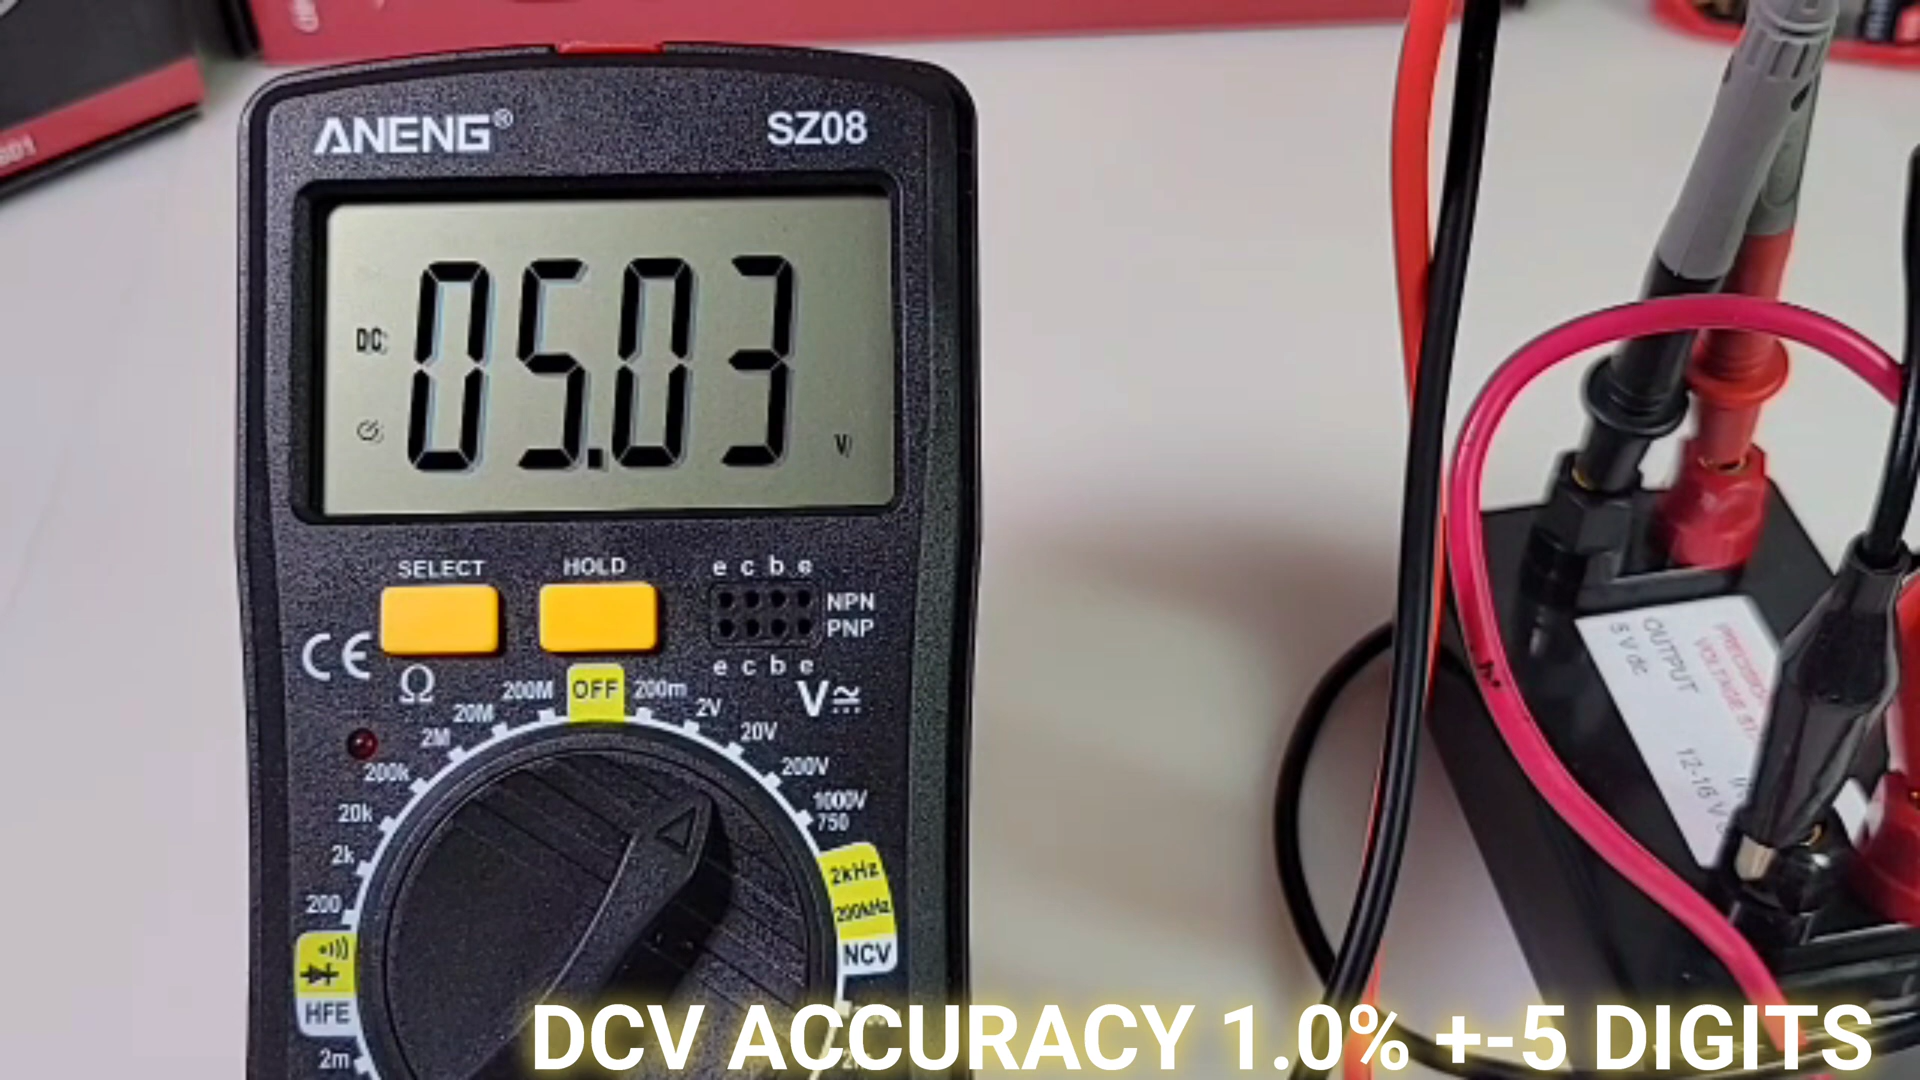 ANENG® SZ08
DC
05.03
V
SELECT HOLD
e c b e
NPN
PNP
e c b e
CE
Ω
V
OFF
200m
2V
20V
200V
1000V
750
2kHz
200kHz
NCV
200M
20M
2M
200k
20k
2k
200
HFE
2m
OUTPUT
5 V dc
12-16 V
DCV ACCURACY 1.0% +-5 DIGITS